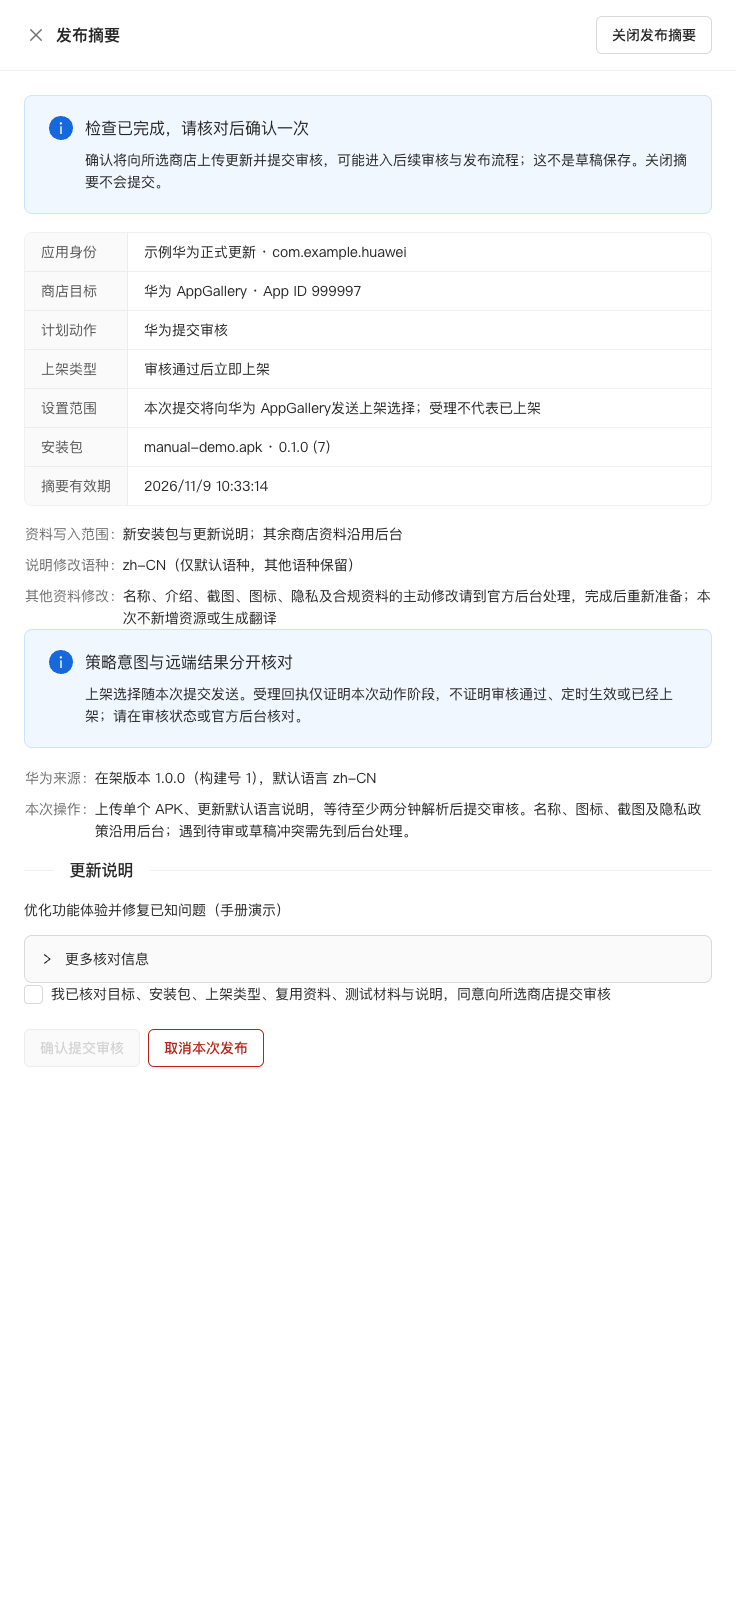 发布摘要
关闭发布摘要
检查已完成，请核对后确认一次
确认将向所选商店上传更新并提交审核，可能进入后续审核与发布流程；这不是草稿保存。关闭摘
要不会提交。
应用身份 示例华为正式更新 · com.example.huawei
商店目标 华为 AppGallery · App ID 999997
计划动作 华为提交审核
上架类型 审核通过后立即上架
设置范围 本次提交将向华为 AppGallery发送上架选择；受理不代表已上架
安装包 manual-demo.apk · 0.1.0 (7)
摘要有效期 2026/11/9 10:33:14
资料写入范围： 新安装包与更新说明；其余商店资料沿用后台
说明修改语种： zh-CN（仅默认语种，其他语种保留）
其他资料修改： 名称、介绍、截图、图标、隐私及合规资料的主动修改请到官方后台处理，完成后重新准备；本
次不新增资源或生成翻译
策略意图与远端结果分开核对
上架选择随本次提交发送。受理回执仅证明本次动作阶段，不证明审核通过、定时生效或已经上
架；请在审核状态或官方后台核对。
华为来源： 在架版本 1.0.0（构建号 1），默认语言 zh-CN
本次操作： 上传单个 APK、更新默认语言说明，等待至少两分钟解析后提交审核。名称、图标、截图及隐私政
策沿用后台；遇到待审或草稿冲突需先到后台处理。
更新说明
优化功能体验并修复已知问题（手册演示）
更多核对信息
我已核对目标、安装包、上架类型、复用资料、测试材料与说明，同意向所选商店提交审核
确认提交审核
取消本次发布